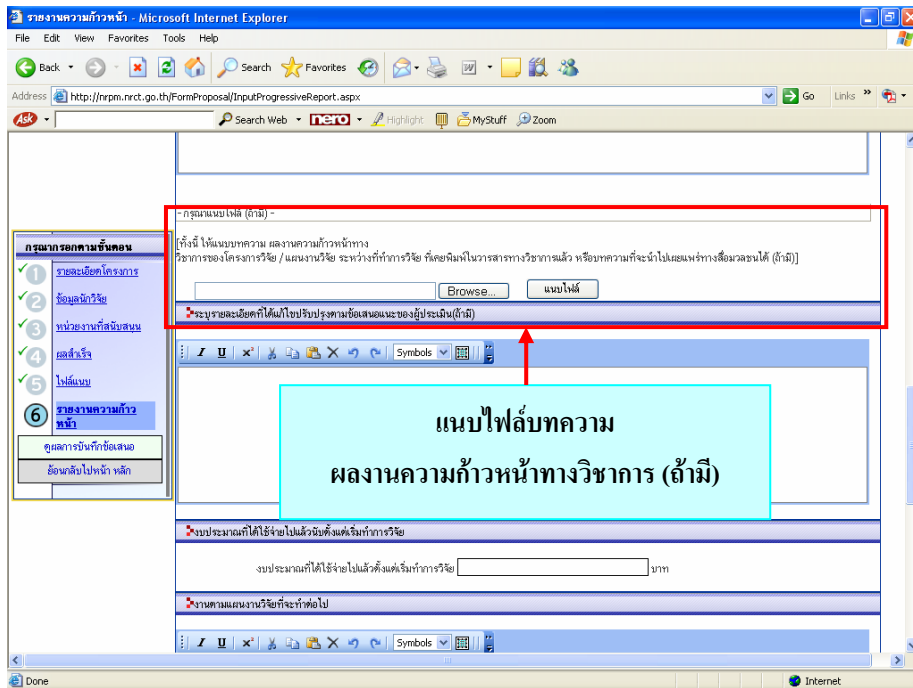 รายงานความก้าวหน้า - Microsoft Internet Explorer
File Edit View Favorites Tools Help
Back Search Favorites
Address http://nrpm.nrct.go.th/FormProposal/InputProgressiveReport.aspx Go Links »
Ask Search Web nero Highlight MyStuff Zoom
- กรุณาแนบไฟล์ (ถ้ามี) -
[ทั้งนี้ ให้แนบบทความ ผลงานความก้าวหน้าทาง
วิชาการของโครงการวิจัย / แผนงานวิจัย ระหว่างที่ทำการวิจัย ที่เคยพิมพ์ในวารสารทางวิชาการแล้ว หรือบทความที่จะนำไปเผยแพร่ทางสื่อมวลชนได้ (ถ้ามี)]
Browse... แนบไฟล์
ระบุรายละเอียดที่ได้แก้ไขปรับปรุงตามข้อเสนอแนะของผู้ประเมิน(ถ้ามี)
I U x² Symbols
กรุณากรอกตามขั้นตอน
1 รายละเอียดโครงการ
2 ข้อมูลนักวิจัย
3 หน่วยงานที่สนับสนุน
4 ผลสำเร็จ
5 ไฟล์แนบ
6 รายงานความก้าว
หน้า
ดูผลการบันทึกข้อเสนอ
ย้อนกลับไปหน้า หลัก
แนบไฟล์บทความ
ผลงานความก้าวหน้าทางวิชาการ (ถ้ามี)
งบประมาณที่ได้ใช้จ่ายไปแล้วนับตั้งแต่เริ่มทำการวิจัย
งบประมาณที่ได้ใช้จ่ายไปแล้วตั้งแต่เริ่มทำการวิจัย บาท
งานตามแผนงานวิจัยที่จะทำต่อไป
I U x² Symbols
Done Internet